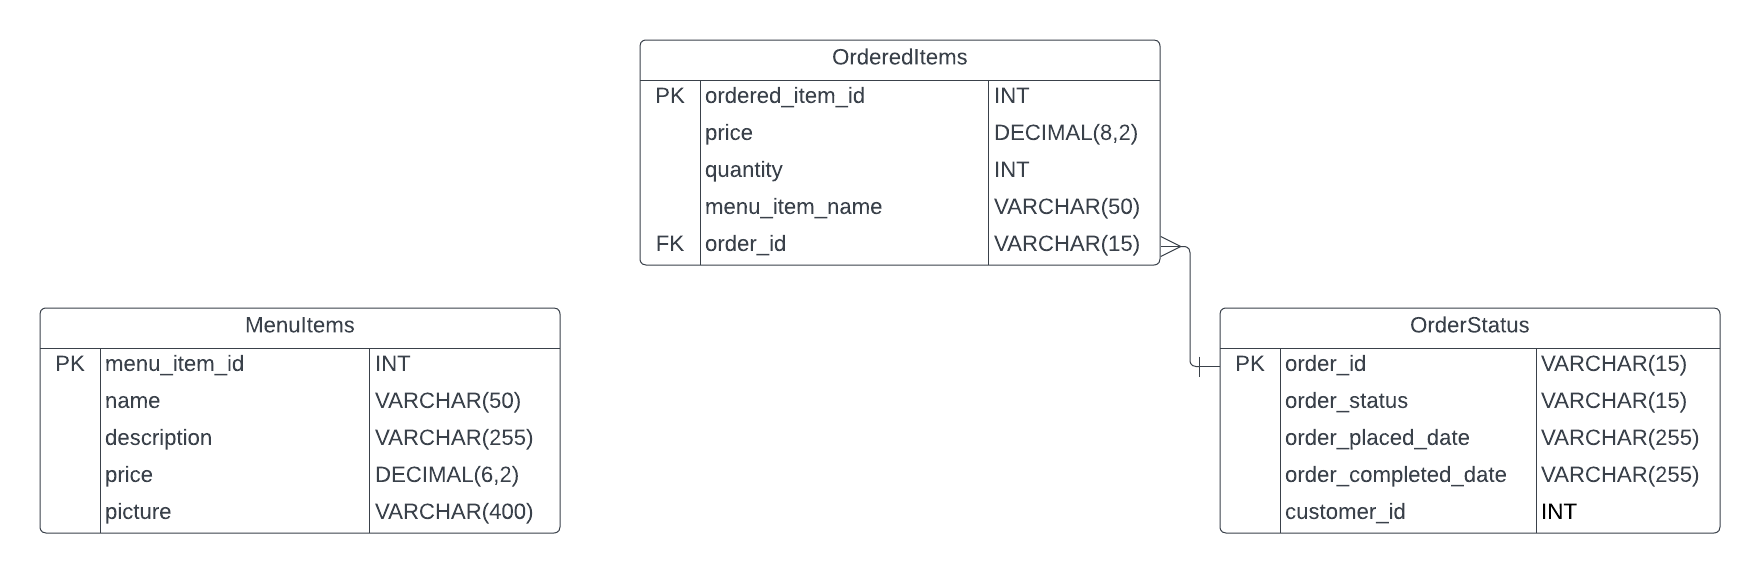 OrderedItems
PK ordered_item_id INT
price DECIMAL(8,2)
quantity INT
menu_item_name VARCHAR(50)
FK order_id VARCHAR(15)
MenuItems
PK menu_item_id INT
name VARCHAR(50)
description VARCHAR(255)
price DECIMAL(6,2)
picture VARCHAR(400)
OrderStatus
PK order_id VARCHAR(15)
order_status VARCHAR(15)
order_placed_date VARCHAR(255)
order_completed_date VARCHAR(255)
customer_id INT